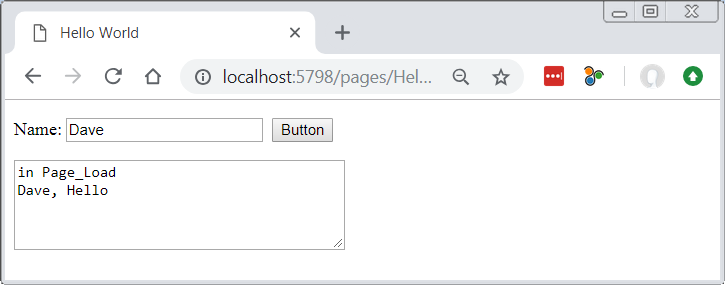 Hello World
localhost:5798/pages/Hel...
Name: Dave Button
in Page_Load
Dave, Hello